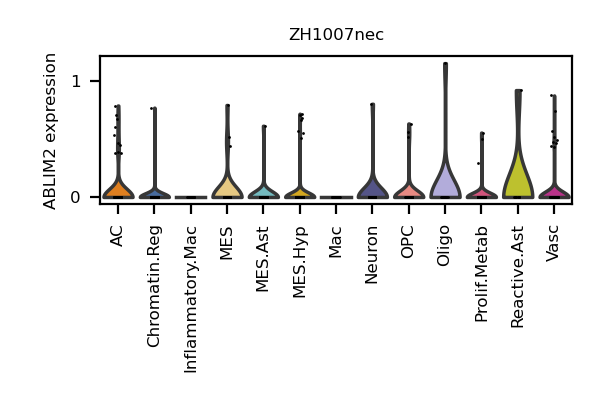 ZH1007nec
ABLIM2 expression
1
0
AC
Chromatin.Reg
Inflammatory.Mac
MES
MES.Ast
MES.Hyp
Mac
Neuron
OPC
Oligo
Prolif.Metab
Reactive.Ast
Vasc